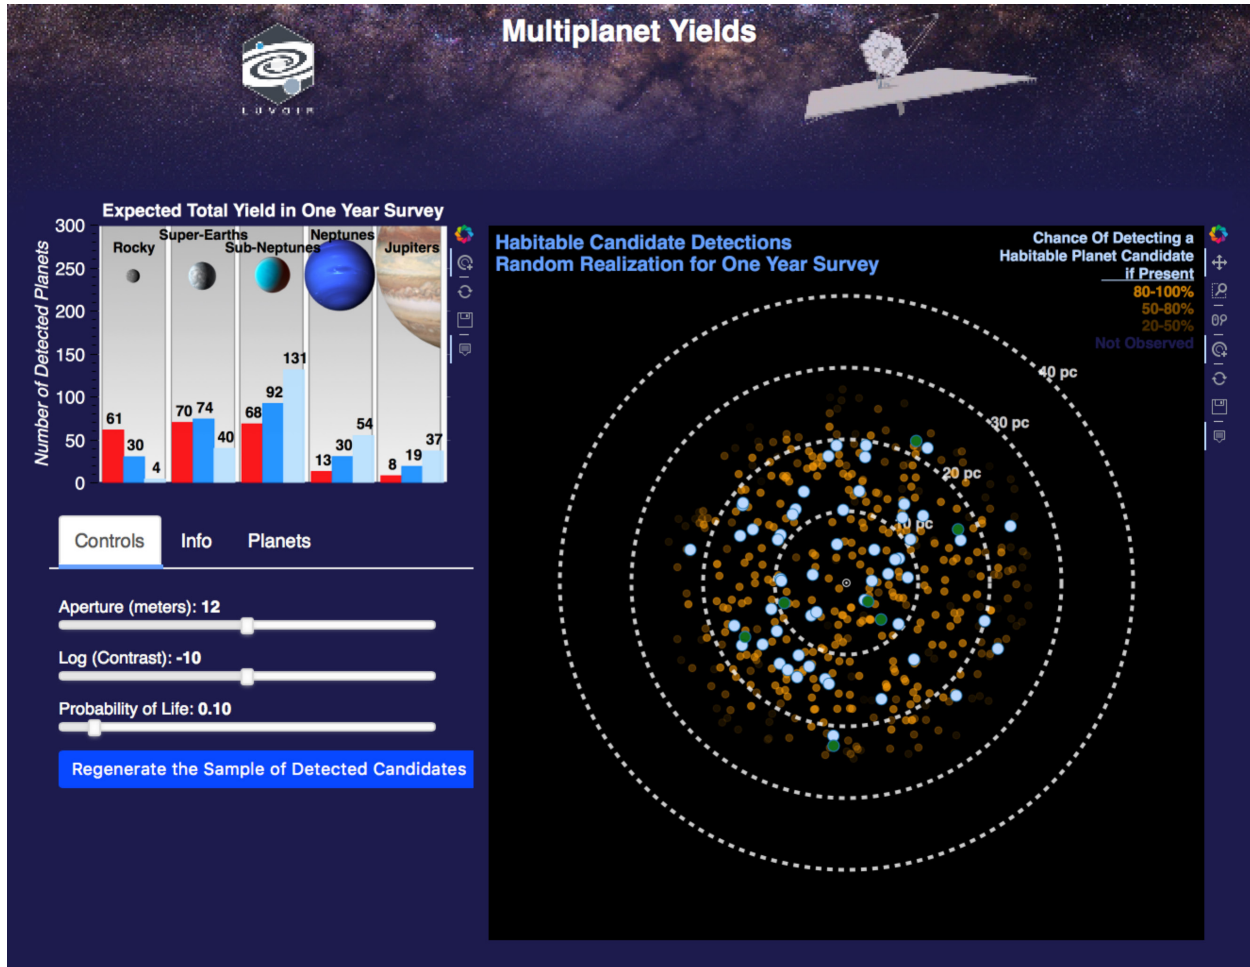 Multiplanet Yields
LUVOIR
Expected Total Yield in One Year Survey
Number of Detected Planets
300
250
200
150
100
50
0
Rocky
Super-Earths
Sub-Neptunes
Neptunes
Jupiters
61 30 4
70 74 40
68 92 131
13 30 54
8 19 37
Controls Info Planets
Aperture (meters): 12
Log (Contrast): -10
Probability of Life: 0.10
Regenerate the Sample of Detected Candidates
Habitable Candidate Detections
Random Realization for One Year Survey
Chance Of Detecting a
Habitable Planet Candidate
if Present
80-100%
50-80%
20-50%
Not Observed
40 pc
30 pc
20 pc
10 pc